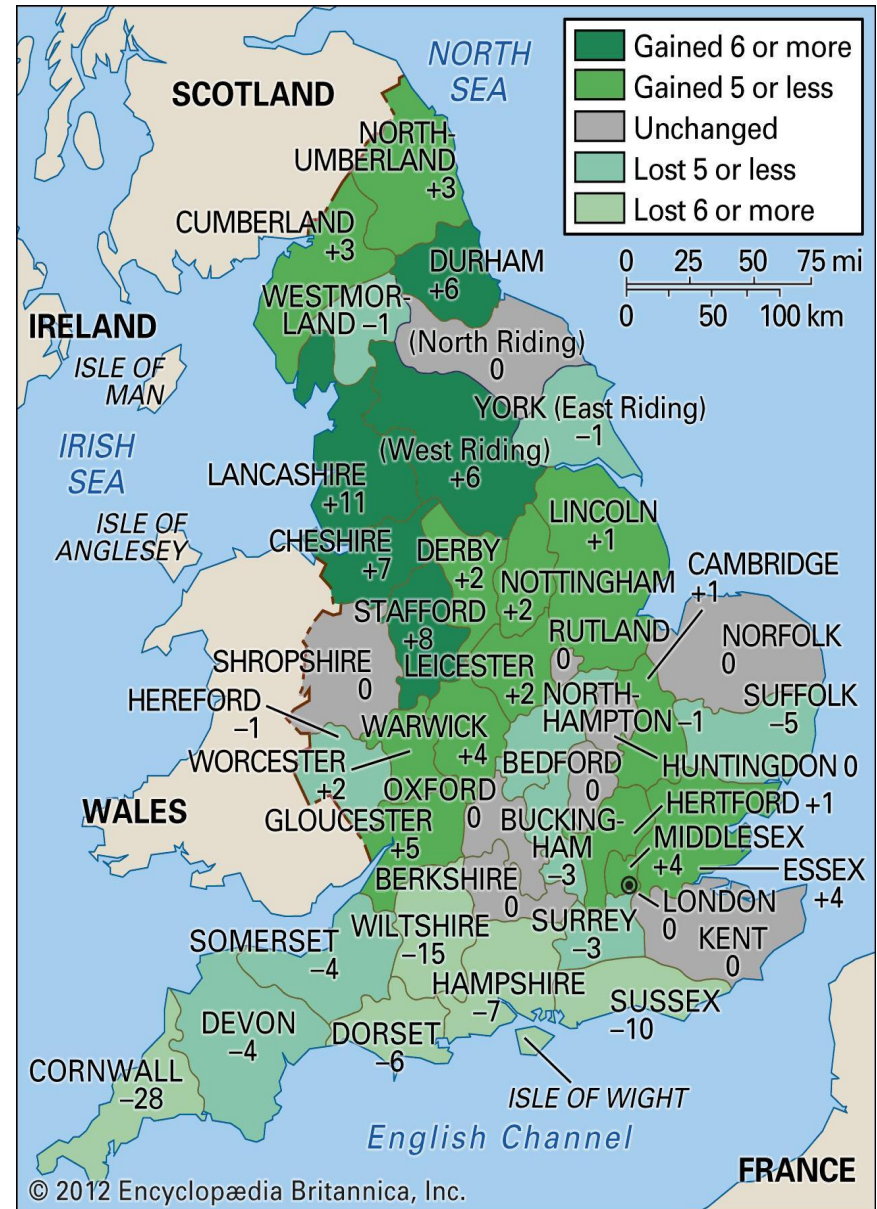 NORTH
SEA
Gained 6 or more
Gained 5 or less
Unchanged
Lost 5 or less
Lost 6 or more
0 25 50 75 mi
0 50 100 km
SCOTLAND
NORTH-
UMBERLAND
+3
CUMBERLAND
+3
DURHAM
+6
WESTMOR-
LAND –1
IRELAND
ISLE OF
MAN
(North Riding)
0
YORK (East Riding)
–1
IRISH
SEA
(West Riding)
+6
LANCASHIRE
+11
ISLE OF
ANGLESEY
LINCOLN
+1
CHESHIRE
+7
DERBY
+2
NOTTINGHAM
+2
CAMBRIDGE
+1
STAFFORD
+8
RUTLAND
0
NORFOLK
0
SHROPSHIRE
0
LEICESTER
+2
HEREFORD
–1
NORTH-
HAMPTON –1
SUFFOLK
–5
WARWICK
+4
WORCESTER
+2
BEDFORD
0
HUNTINGDON 0
WALES
OXFORD
0
HERTFORD +1
GLOUCESTER
+5
BUCKING-
HAM
–3
MIDDLESEX
+4
ESSEX
+4
BERKSHIRE
0
LONDON
0
WILTSHIRE
–15
SURREY
–3
KENT
0
SOMERSET
–4
HAMPSHIRE
–7
SUSSEX
–10
DEVON
–4
DORSET
–6
CORNWALL
–28
ISLE OF WIGHT
English Channel
FRANCE
© 2012 Encyclopædia Britannica, Inc.